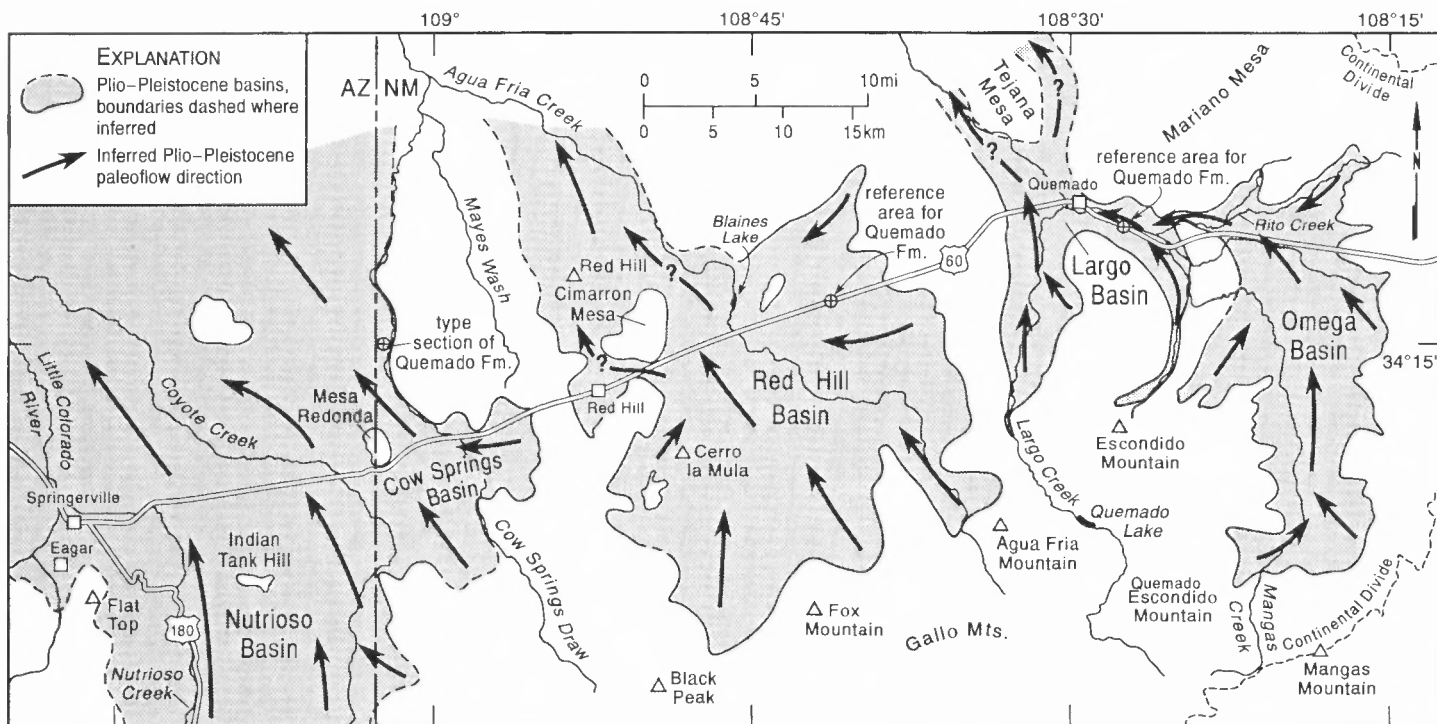 109°
108°45'
108°30'
108°15'
EXPLANATION
Plio–Pleistocene basins,
boundaries dashed where
inferred
Inferred Plio–Pleistocene
paleoflow direction
AZ
NM
Agua Fria Creek
0 5 10mi
0 5 10 15km
Tejana
Mesa
?
?
Mariano Mesa
Continental
Divide
N
reference area for
Quemado Fm.
Quemado
Rito Creek
Mayes Wash
Blaines
Lake
reference
area for
Quemado
Fm.
60
Largo
Basin
Red Hill
Cimarron
Mesa
?
?
type
section of
Quemado Fm.
Omega
Basin
34°15'
Little Colorado
River
Coyote Creek
Mesa
Redonda
Red Hill
Red Hill
Basin
Cerro
la Mula
Escondido
Mountain
Largo Creek
Cow Springs
Basin
Springerville
Eagar
Indian
Tank Hill
Quemado
Lake
Agua Fria
Mountain
Cow Springs Draw
Flat
Top
180
Nutrioso
Basin
Fox
Mountain
Gallo Mts.
Quemado
Escondido
Mountain
Mangas
Creek
Continental Divide
Mangas
Mountain
Nutrioso
Creek
Black
Peak